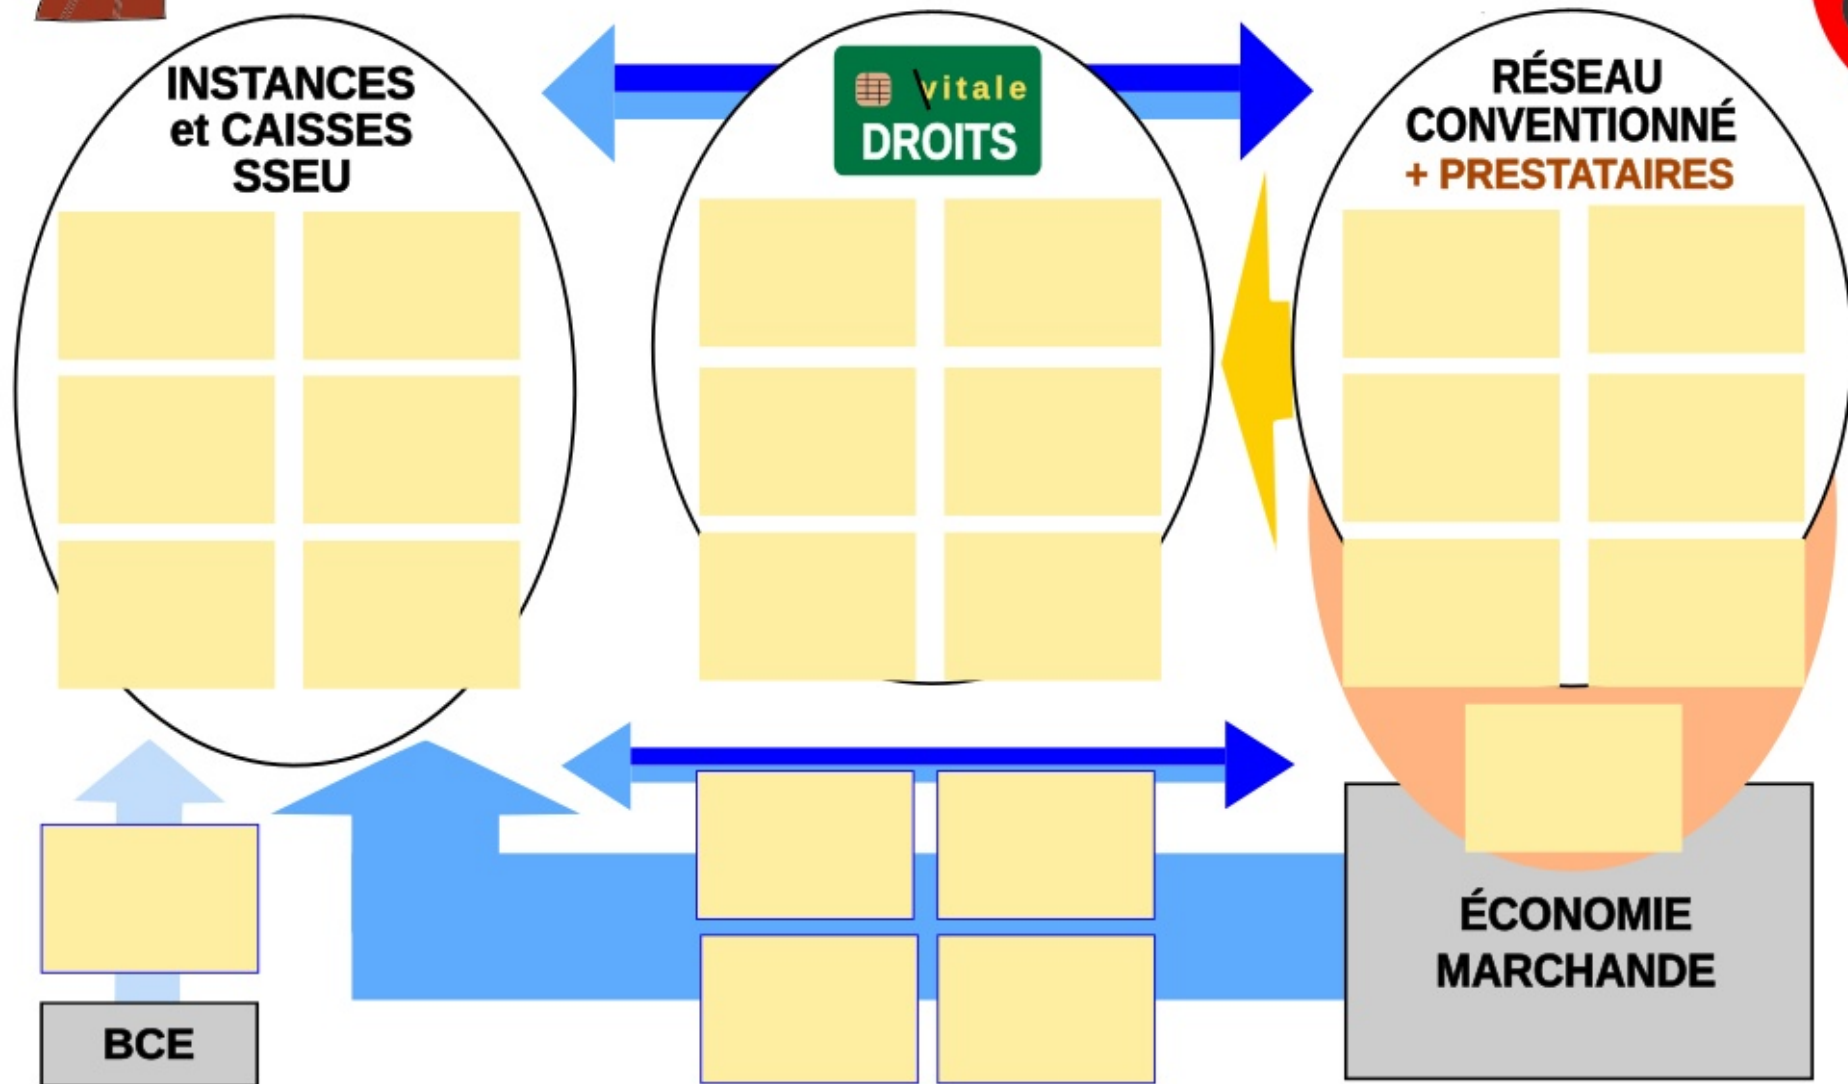 INSTANCES
et CAISSES
SSEU
vitale
DROITS
RÉSEAU
CONVENTIONNÉ
+ PRESTATAIRES
ÉCONOMIE
MARCHANDE
BCE